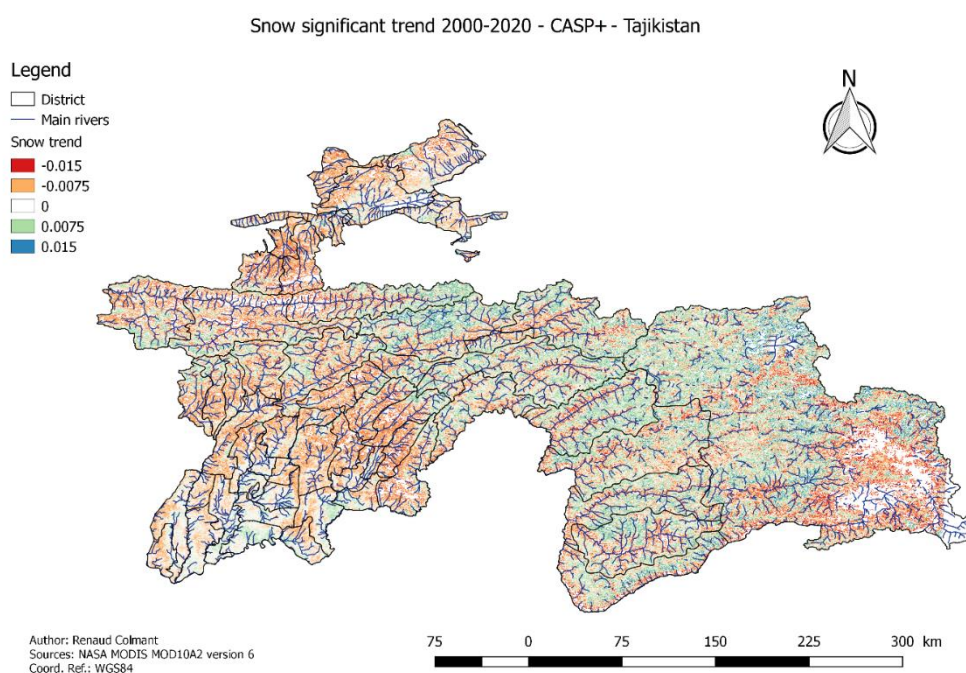 Snow significant trend 2000-2020 - CASP+ - Tajikistan
Legend
District
Main rivers
Snow trend
-0.015
-0.0075
0
0.0075
0.015
N
Author: Renaud Colmant
Sources: NASA MODIS MOD10A2 version 6
Coord. Ref.: WGS84
75 0 75 150 225 300 km